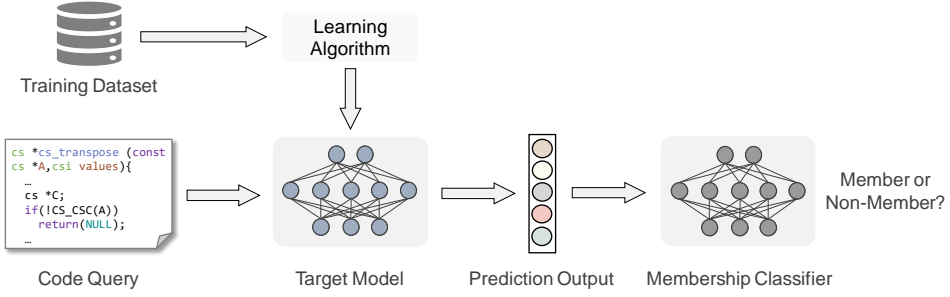 Learning
Algorithm
Training Dataset
cs *cs_transpose (const
cs *A,csi values){
…
cs *C;
if(!CS_CSC(A))
return(NULL);
…
Member or
Non-Member?
Code Query
Target Model
Prediction Output
Membership Classifier